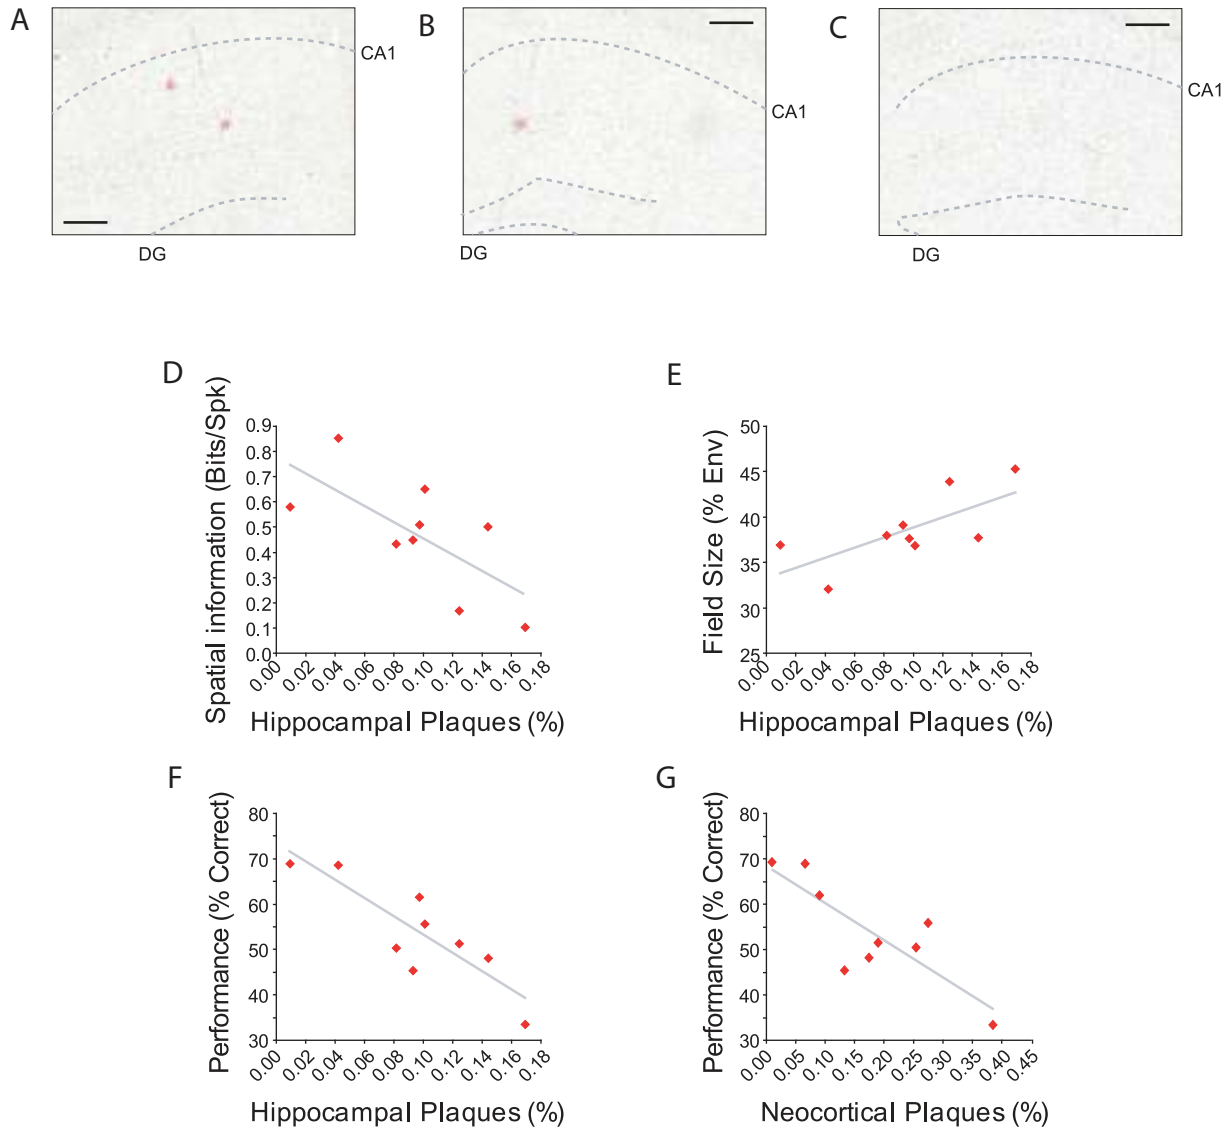 A
B
C
CA1
CA1
CA1
DG
DG
DG
D
E
Spatial information (Bits/Spk)
0.9
0.8
0.7
0.6
0.5
0.4
0.3
0.2
0.1
0.0
0.00 0.02 0.04 0.06 0.08 0.10 0.12 0.14 0.16 0.18
Hippocampal Plaques (%)
Field Size (% Env)
50
45
40
35
30
25
0.00 0.02 0.04 0.06 0.08 0.10 0.12 0.14 0.16 0.18
Hippocampal Plaques (%)
F
G
Performance (% Correct)
80
70
60
50
40
30
0.00 0.02 0.04 0.06 0.08 0.10 0.12 0.14 0.16 0.18
Hippocampal Plaques (%)
Performance (% Correct)
80
70
60
50
40
30
0.00 0.05 0.10 0.15 0.20 0.25 0.30 0.35 0.40 0.45
Neocortical Plaques (%)